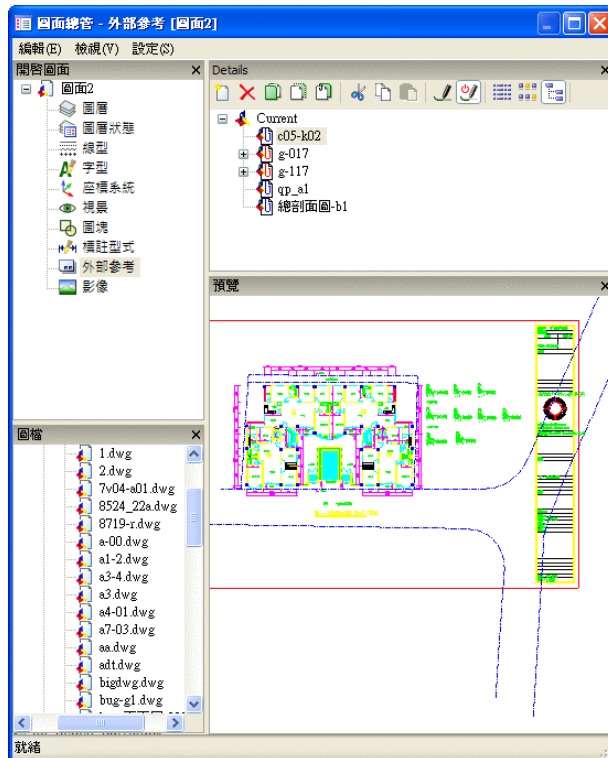 圖面總管 - 外部參考 [圖面2]
編輯(E) 檢視(V) 設定(S)
開啓圖面
圖面2
圖層
圖層狀態
線型
字型
座標系統
視景
圖塊
標註型式
外部參考
影像
圖檔
1.dwg
2.dwg
7v04-a01.dwg
8524_22a.dwg
8719-r.dwg
a-00.dwg
a1-2.dwg
a3-4.dwg
a3.dwg
a4-01.dwg
a7-03.dwg
aa.dwg
adt.dwg
bigdwg.dwg
bug-g1.dwg
Details
Current
c05-k02
g-017
g-117
qp_a1
總剖面圖-b1
預覽
就緒